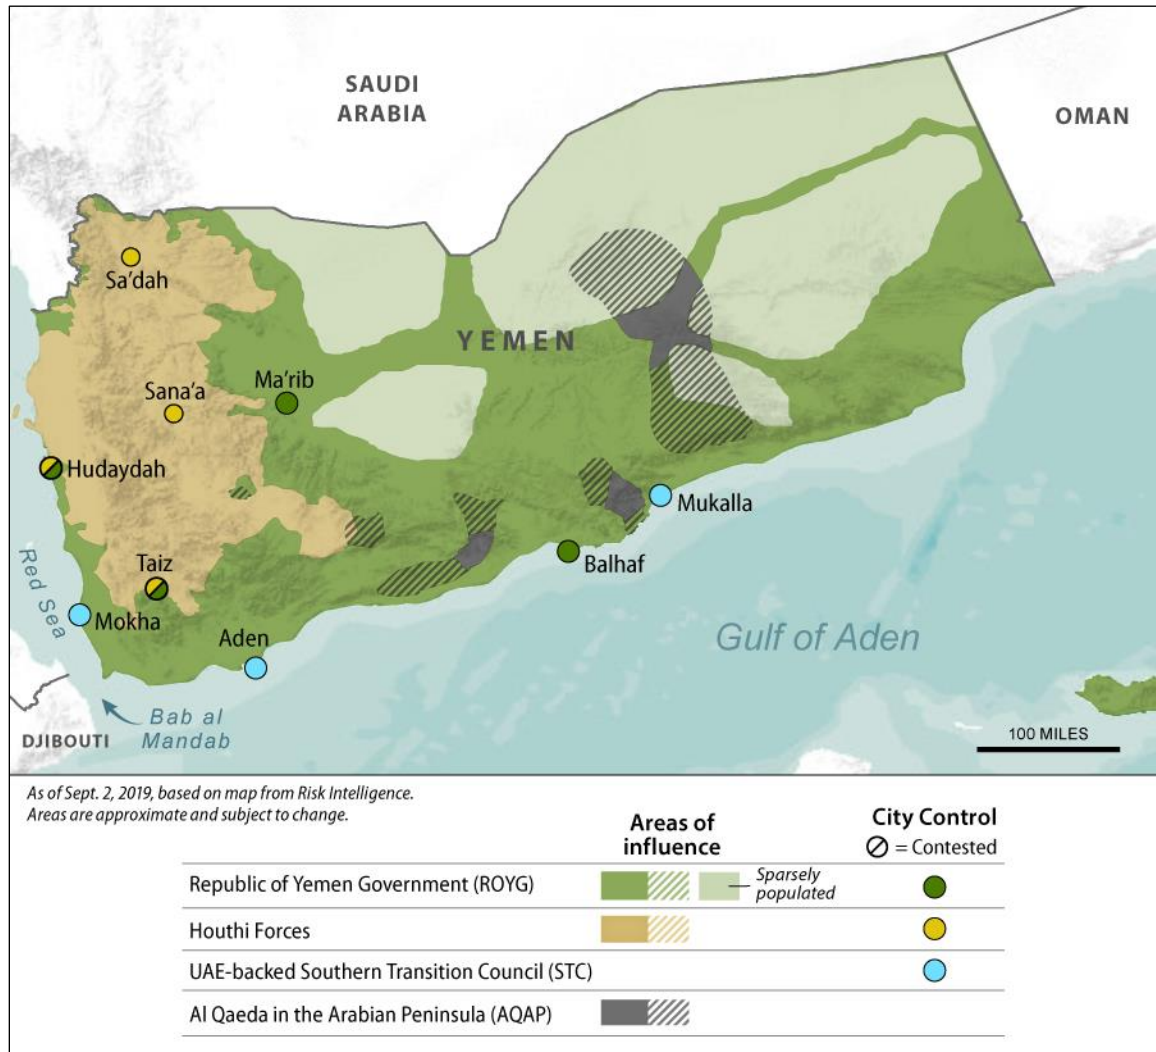 SAUDI
ARABIA
OMAN
Sa'dah
YEMEN
Sana'a
Ma'rib
Hudaydah
Mukalla
Balhaf
Taiz
Red Sea
Mokha
Aden
Gulf of Aden
Bab al
Mandab
DJIBOUTI
100 MILES
As of Sept. 2, 2019, based on map from Risk Intelligence.
Areas are approximate and subject to change.
Areas of
influence
City Control
= Contested
Republic of Yemen Government (ROYG)
Sparsely
populated
Houthi Forces
UAE-backed Southern Transition Council (STC)
Al Qaeda in the Arabian Peninsula (AQAP)